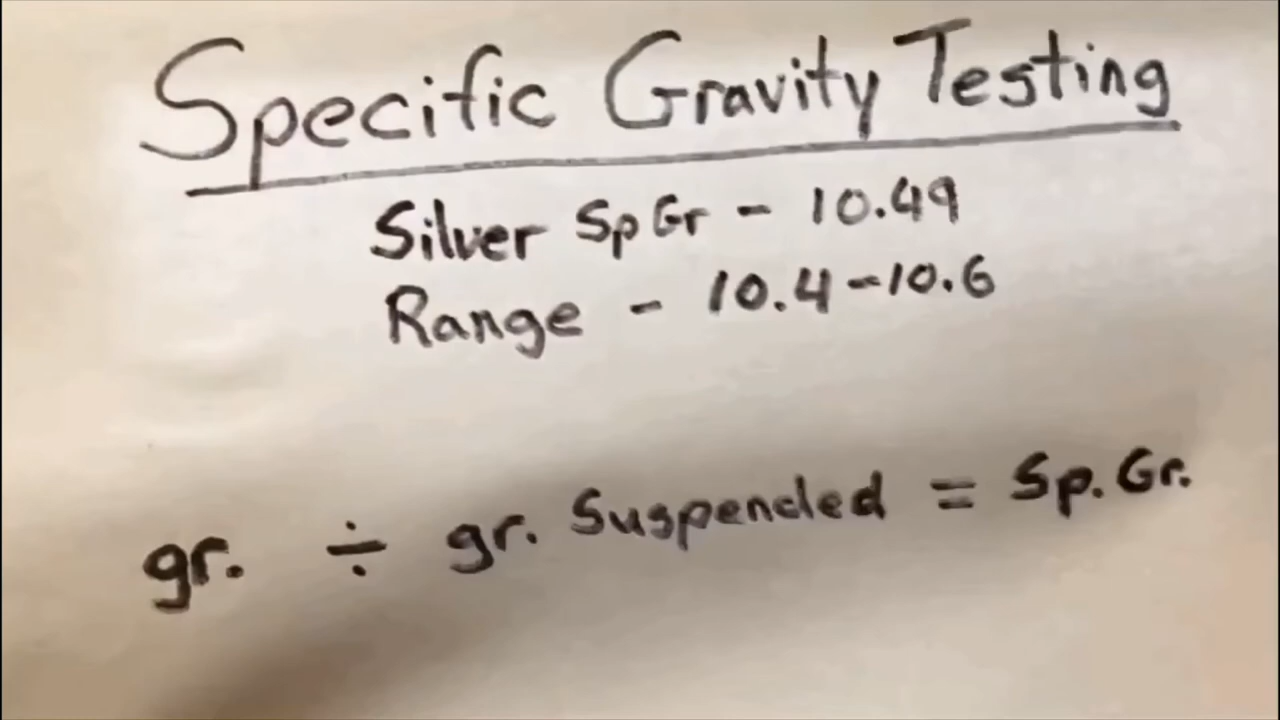 Specific Gravity Testing
Silver Sp Gr - 10.49
Range - 10.4-10.6
gr. ÷ gr. Suspended = Sp. Gr.